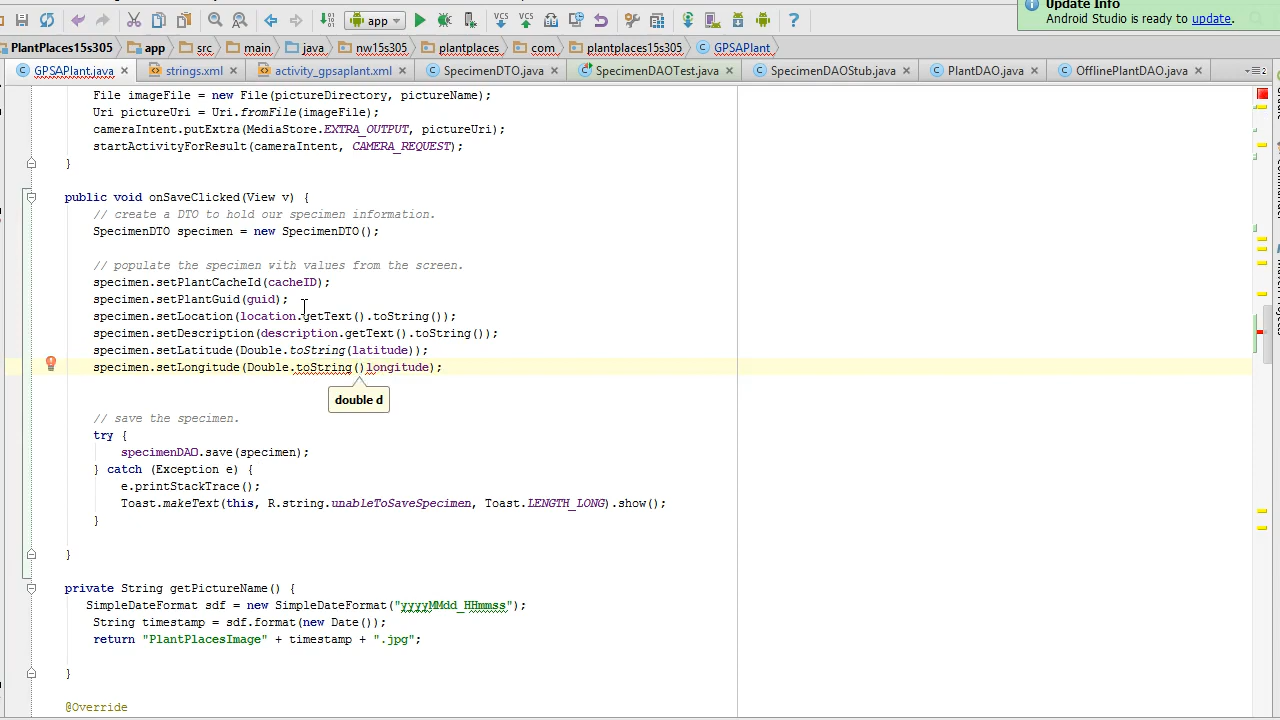 Update Info
Android Studio is ready to update.
app
VCS VCS ?
PlantPlaces15s305 app src main java nw15s305 plantplaces com plantplaces15s305 GPSAPlant
GPSAPlant.java strings.xml activity_gpsaplant.xml SpecimenDTO.java SpecimenDAOTest.java SpecimenDAOStub.java PlantDAO.java OfflinePlantDAO.java
File imageFile = new File(pictureDirectory, pictureName);
Uri pictureUri = Uri.fromFile(imageFile);
cameraIntent.putExtra(MediaStore.EXTRA_OUTPUT, pictureUri);
startActivityForResult(cameraIntent, CAMERA_REQUEST);
}
public void onSaveClicked(View v) {
// create a DTO to hold our specimen information.
SpecimenDTO specimen = new SpecimenDTO();
// populate the specimen with values from the screen.
specimen.setPlantCacheId(cacheID);
specimen.setPlantGuid(guid);
specimen.setLocation(location.getText().toString());
specimen.setDescription(description.getText().toString());
specimen.setLatitude(Double.toString(latitude));
specimen.setLongitude(Double.toString()longitude);
double d
// save the specimen.
try {
specimenDAO.save(specimen);
} catch (Exception e) {
e.printStackTrace();
Toast.makeText(this, R.string.unableToSaveSpecimen, Toast.LENGTH_LONG).show();
}
}
private String getPictureName() {
SimpleDateFormat sdf = new SimpleDateFormat("yyyyMMdd_HHmmss");
String timestamp = sdf.format(new Date());
return "PlantPlacesImage" + timestamp + ".jpg";
}
@Override